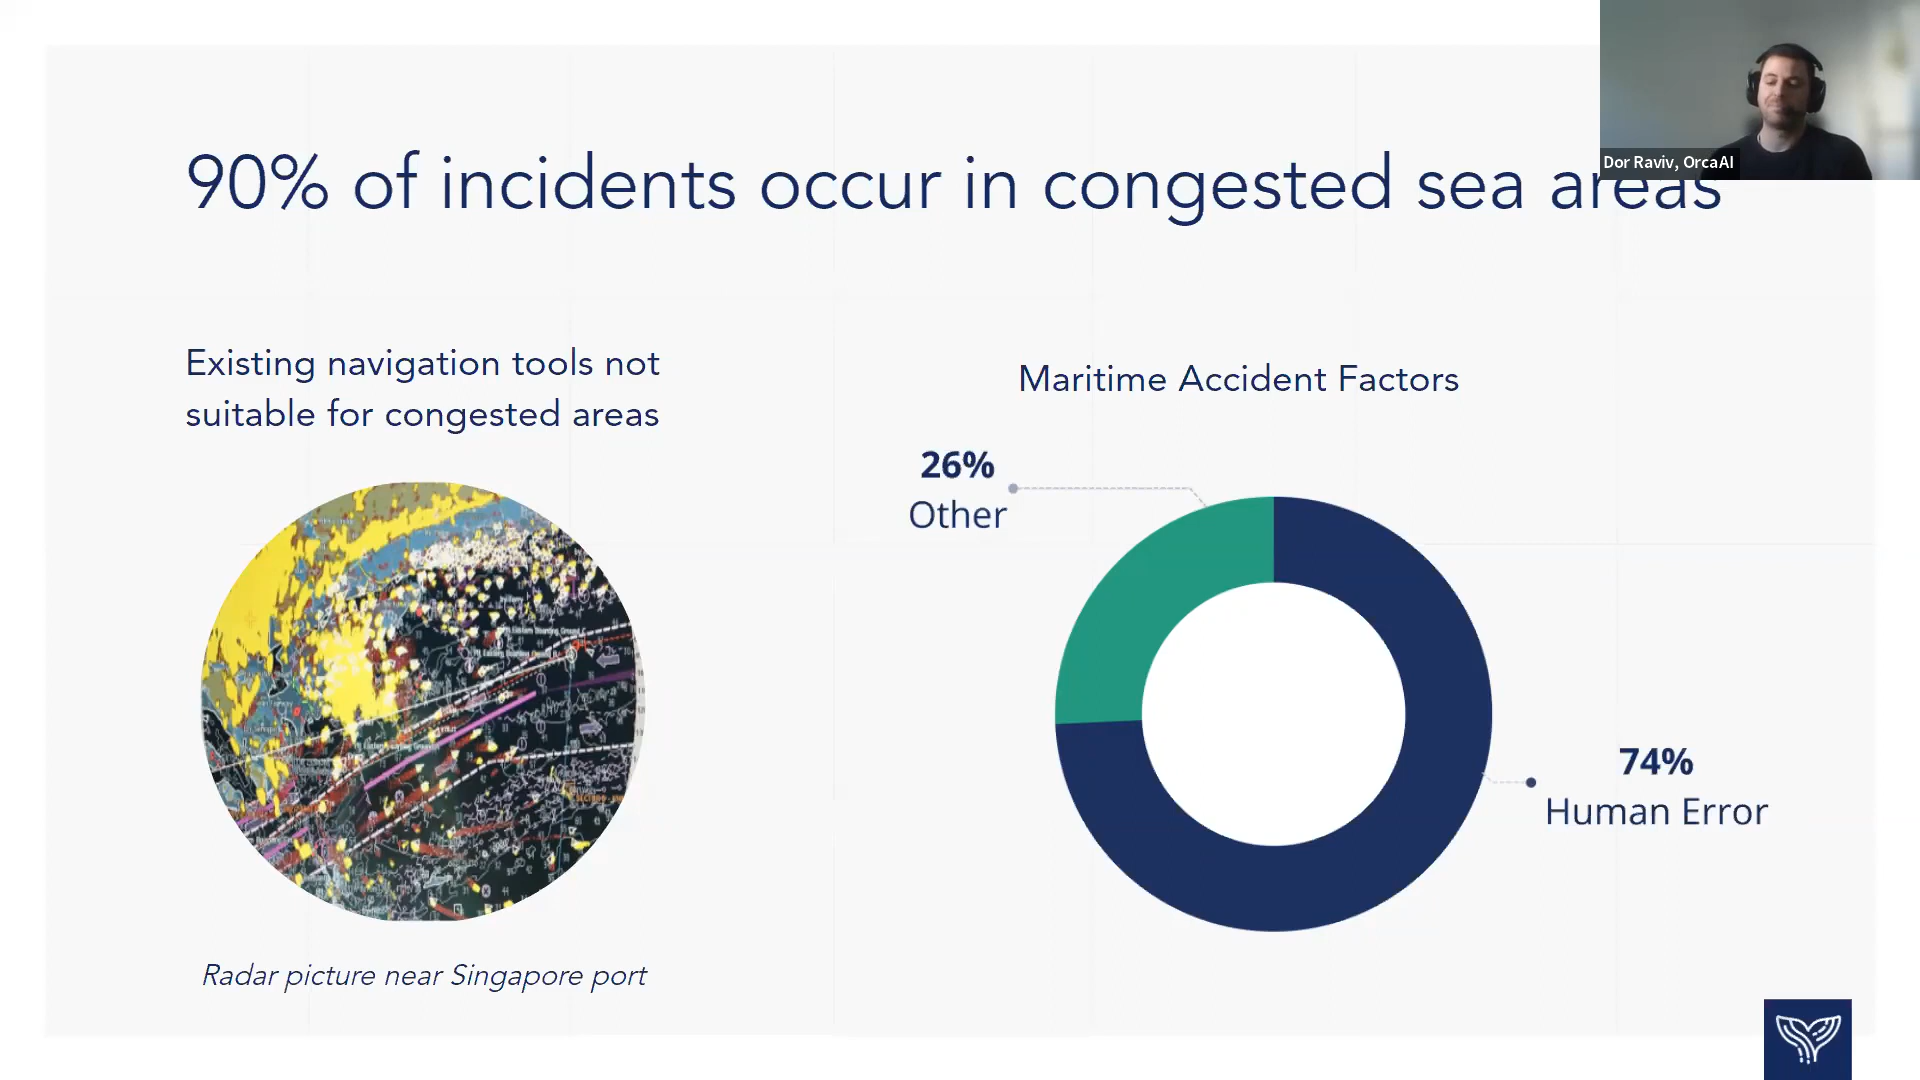 90% of incidents occur in congested sea areas
Dor Raviv, OrcaAI
Existing navigation tools not
suitable for congested areas
Radar picture near Singapore port
Maritime Accident Factors
26%
Other
74%
Human Error